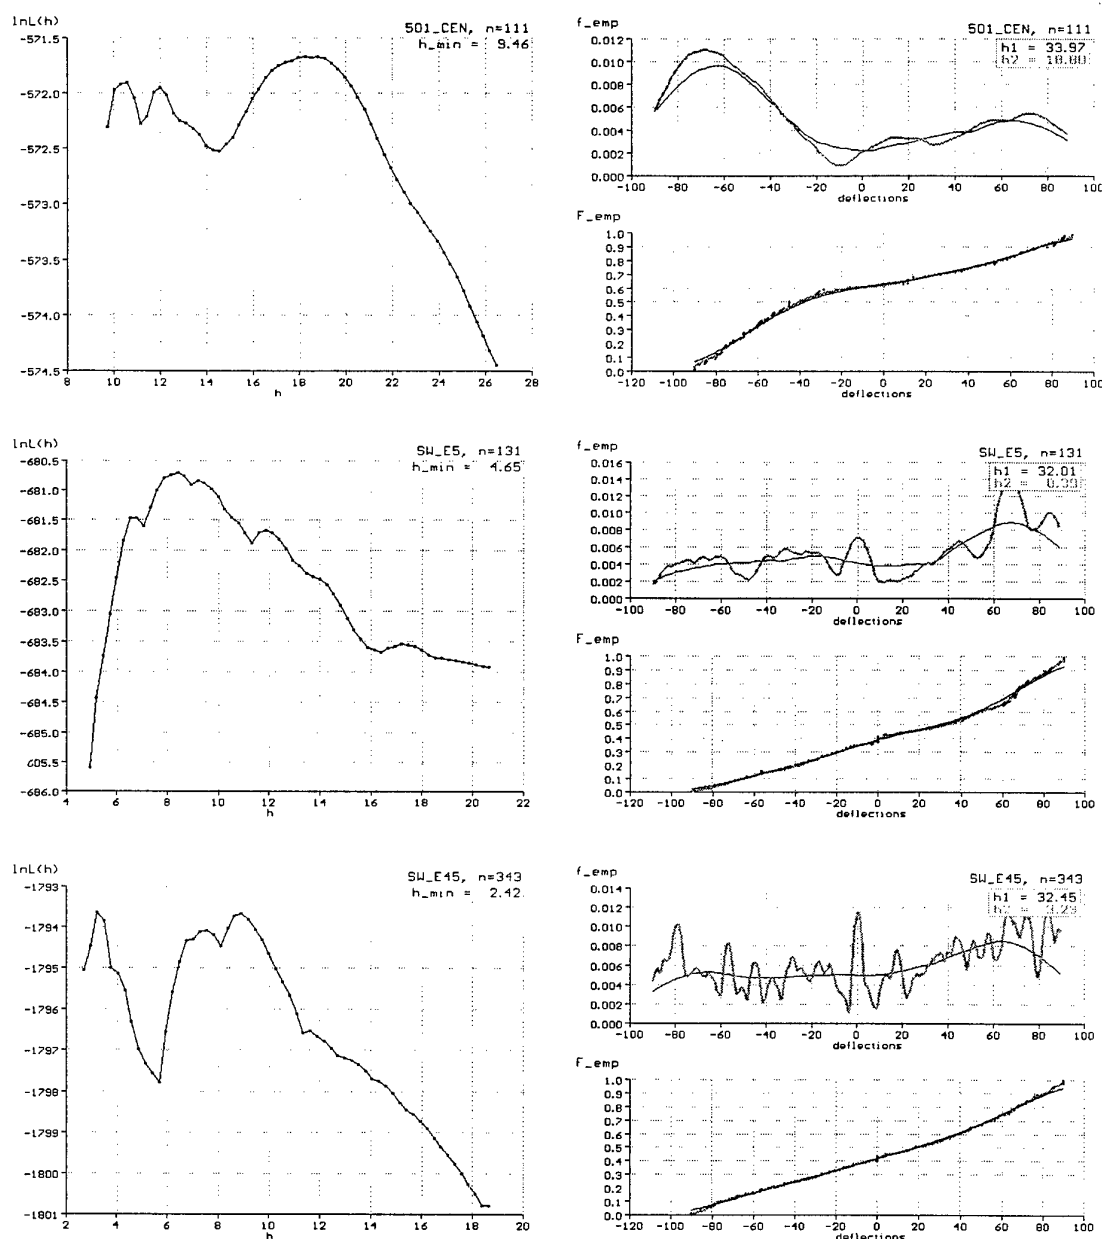 lnL(h)
501_CEN, n=111
h_min = 9.46
-571.5
-572.0
-572.5
-573.0
-573.5
-574.0
-574.5
8 10 12 14 16 18 20 22 24 26 28
h
f_emp
501_CEN, n=111
h1 = 33.97
h2 =
0.012
0.010
0.008
0.006
0.004
0.002
0.000
-100 -80 -60 -40 -20 0 20 40 60 80 100
deflections
F_emp
1.0
0.9
0.8
0.7
0.6
0.5
0.4
0.3
0.2
0.1
0.0
-120 -100 -80 -60 -40 -20 0 20 40 60 80 100
deflections
lnL(h)
SW_E5, n=131
h_min = 4.65
-680.5
-681.0
-681.5
-682.0
-682.5
-683.0
-683.5
-684.0
-684.5
-685.0
-686.0
4 6 8 10 12 14 16 18 20 22
h
f_emp
SW_E5, n=131
h1 = 32.01
h2 =
0.016
0.014
0.012
0.010
0.008
0.006
0.004
0.002
0.000
-100 -80 -60 -40 -20 0 20 40 60 80 100
deflections
F_emp
1.0
0.9
0.8
0.7
0.6
0.5
0.4
0.3
0.2
0.1
0.0
-120 -100 -80 -60 -40 -20 0 20 40 60 80 100
deflections
lnL(h)
SW_E45, n=343
h_min = 2.42
-1793
-1794
-1795
-1796
-1797
-1798
-1799
-1800
-1801
2 4 6 8 10 12 14 16 18 20
h
f_emp
SW_E45, n=343
h1 = 32.45
h2 =
0.014
0.012
0.010
0.008
0.006
0.004
0.002
0.000
-100 -80 -60 -40 -20 0 20 40 60 80 100
deflections
F_emp
1.0
0.9
0.8
0.7
0.6
0.5
0.4
0.3
0.2
0.1
0.0
-120 -100 -80 -60 -40 -20 0 20 40 60 80 100
deflections